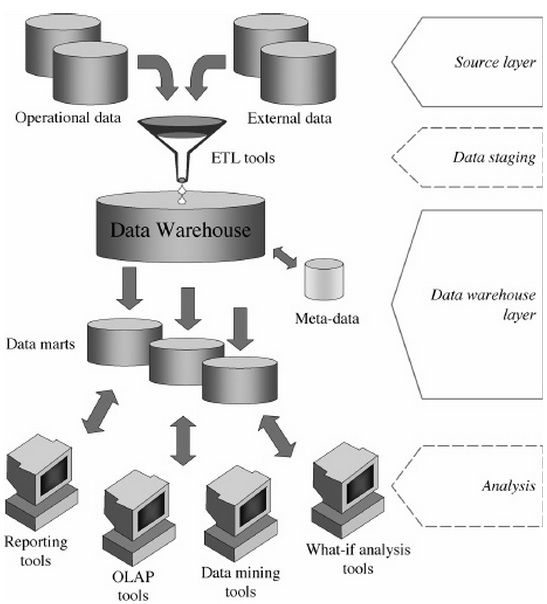 Source layer
Operational data
External data
ETL tools
Data staging
Data Warehouse
Data warehouse
layer
Meta-data
Data marts
Analysis
Reporting
tools
OLAP
tools
Data mining
tools
What-if analysis
tools